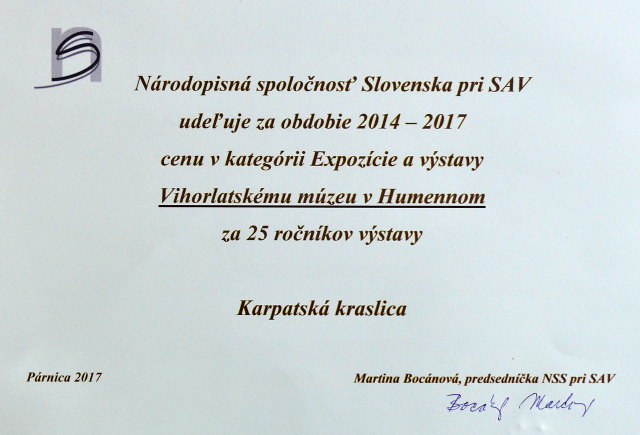 Národopisná spoločnosť Slovenska pri SAV
udeľuje za obdobie 2014 – 2017
cenu v kategórii Expozície a výstavy
Vihorlatskému múzeu v Humennom
za 25 ročníkov výstavy
Karpatská kraslica
Párnica 2017
Martina Bocánová, predsedníčka NSS pri SAV